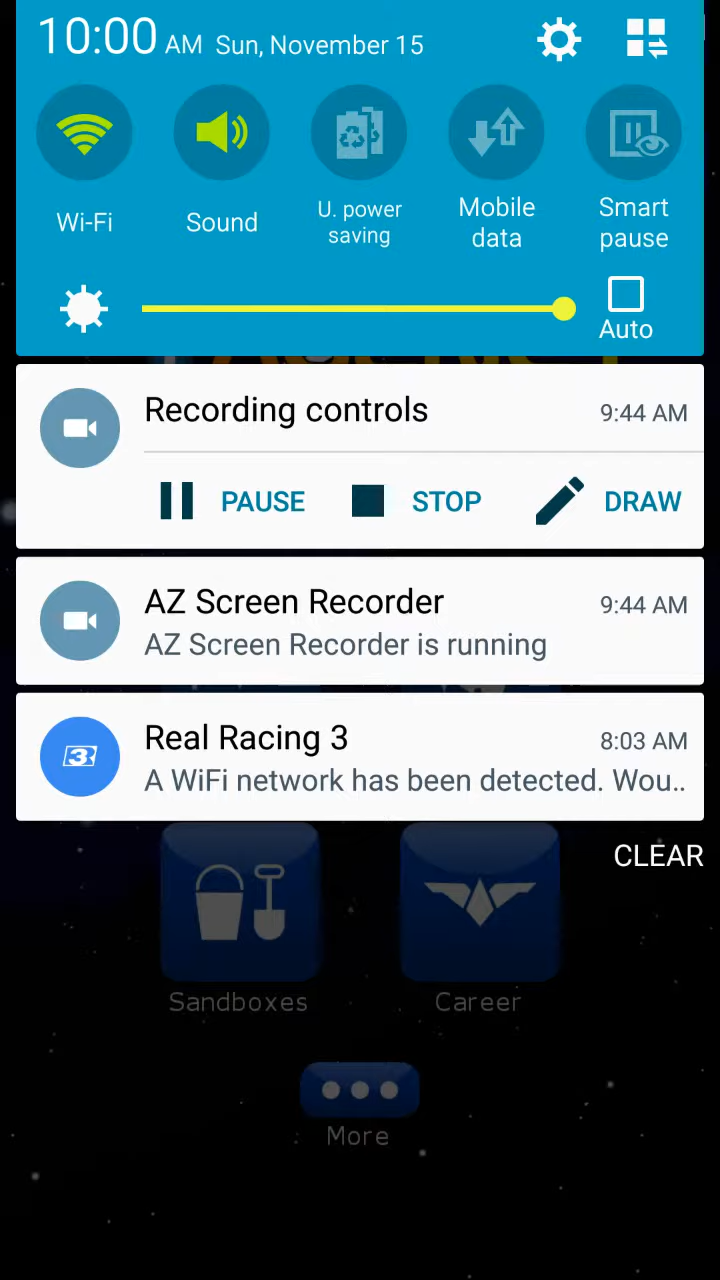 10:00 AM Sun, November 15
Wi-Fi
Sound
U. power
saving
Mobile
data
Smart
pause
Auto
Recording controls 9:44 AM
PAUSE STOP DRAW
AZ Screen Recorder 9:44 AM
AZ Screen Recorder is running
3
Real Racing 3 8:03 AM
A WiFi network has been detected. Wou..
CLEAR
Sandboxes Career
More